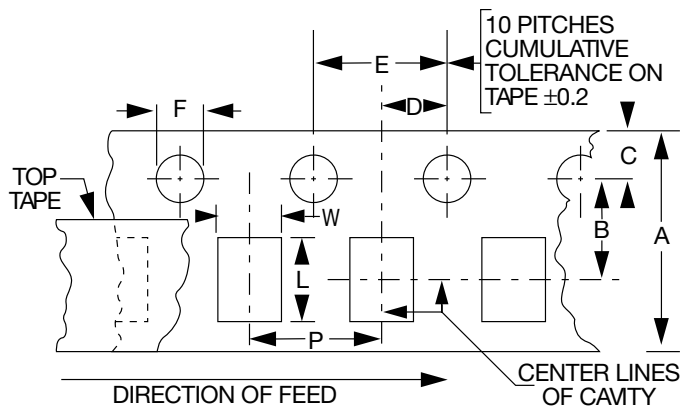 10 PITCHES
CUMULATIVE
TOLERANCE ON
TAPE ±0.2
E
F
D
C
TOP
TAPE
W
B
A
L
P
CENTER LINES
OF CAVITY
DIRECTION OF FEED